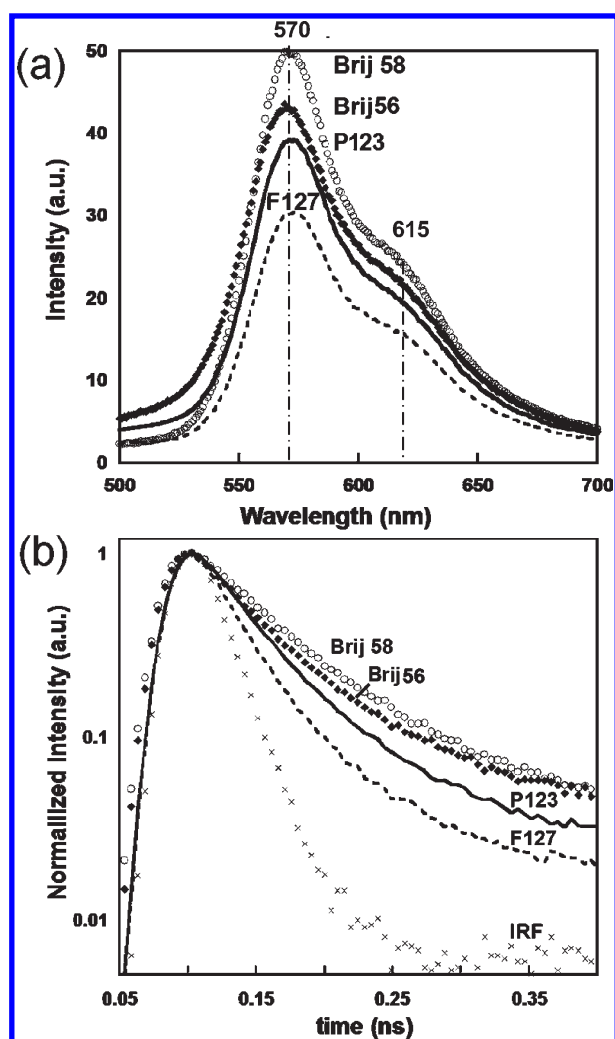 570
(a)
50
Brij 58
Brij56
40
P123
F127
30
615
20
10
0
Intensity (a.u.)
500
550
600
650
700
Wavelength (nm)
(b)
1
Brij 58
Brij56
0.1
P123
F127
0.01
IRF
Normallized Intensity (a.u.)
0.05
0.15
0.25
0.35
time (ns)